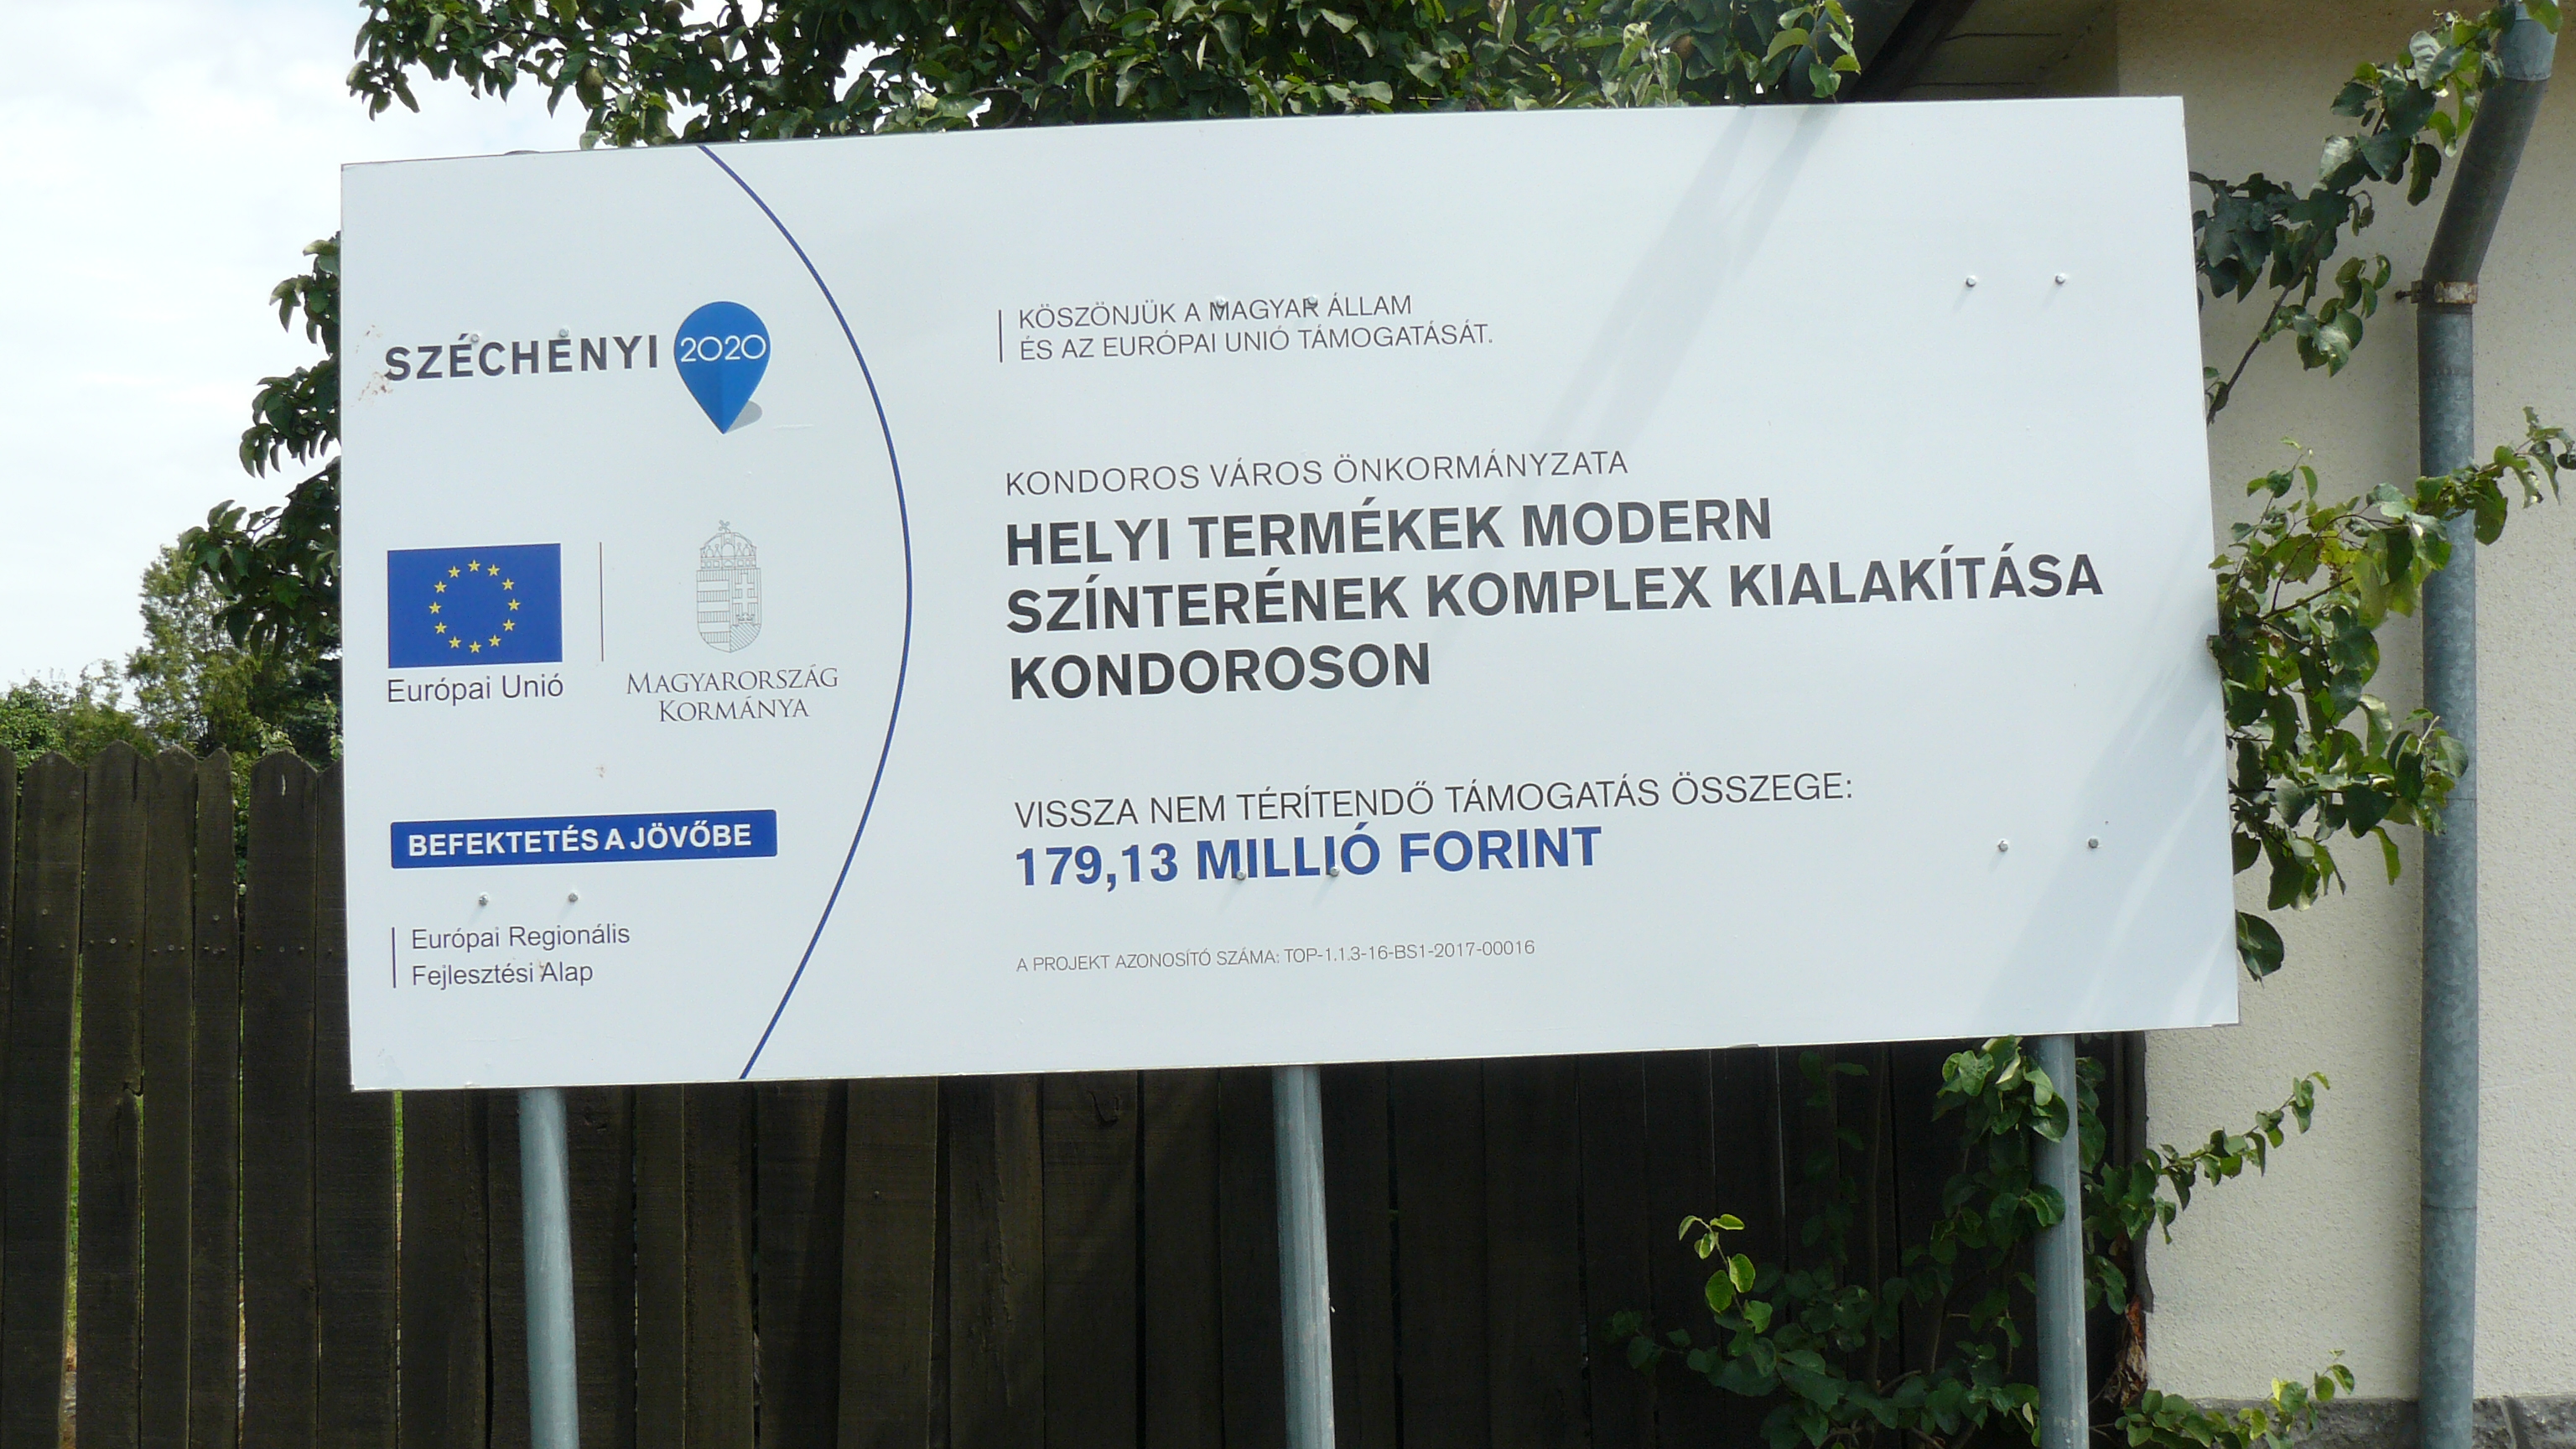 SZÉCHENYI 2020
Európai Unió
MAGYARORSZÁG
KORMÁNYA
BEFEKTETÉS A JÖVŐBE
Európai Regionális
Fejlesztési Alap
KÖSZÖNJÜK A MAGYAR ÁLLAM
ÉS AZ EURÓPAI UNIÓ TÁMOGATÁSÁT.
KONDOROS VÁROS ÖNKORMÁNYZATA
HELYI TERMÉKEK MODERN
SZÍNTERÉNEK KOMPLEX KIALAKÍTÁSA
KONDOROSON
VISSZA NEM TÉRÍTENDŐ TÁMOGATÁS ÖSSZEGE:
179,13 MILLIÓ FORINT
A PROJEKT AZONOSÍTÓ SZÁMA: TOP-1.1.3-16-BS1-2017-00016